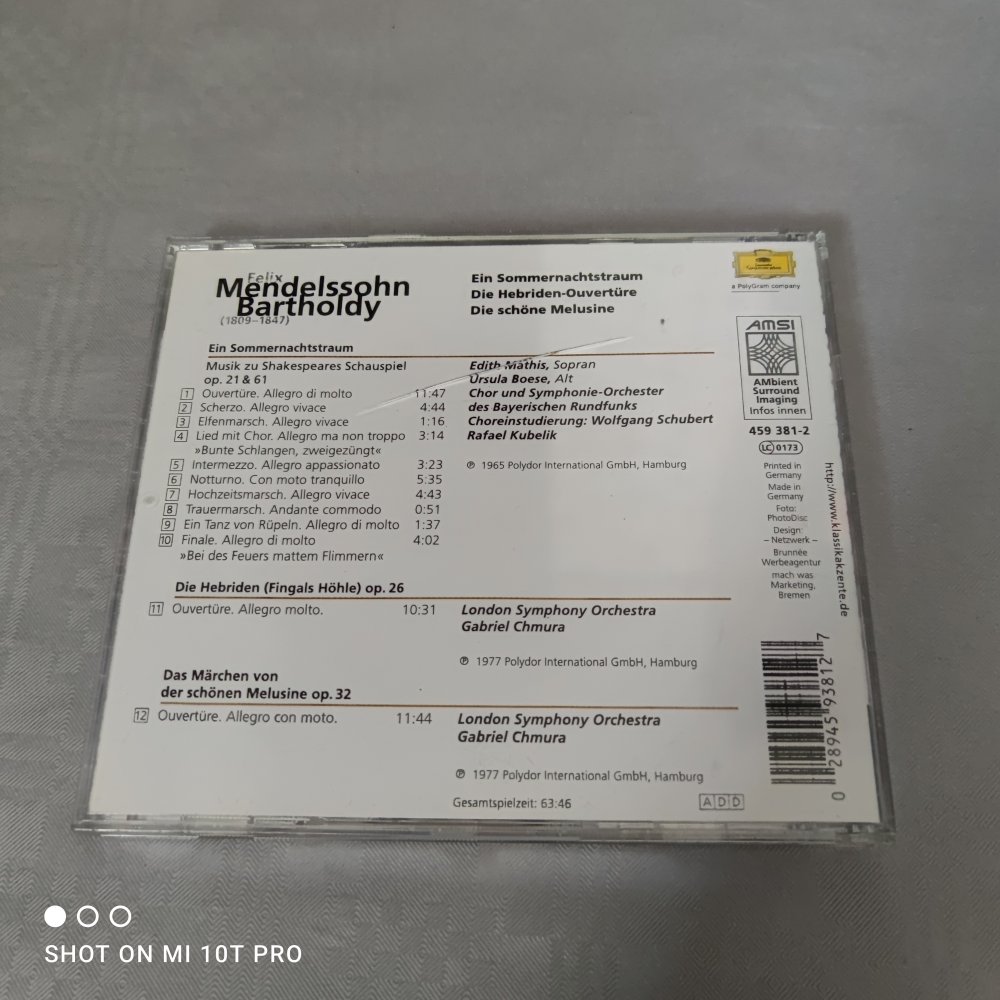 Felix
Mendelssohn
Bartholdy
(1809–1847)
Ein Sommernachtstraum
Die Hebriden-Ouvertüre
Die schöne Melusine
Deutsche
Grammophon
a PolyGram company
Ein Sommernachtstraum
Musik zu Shakespeares Schauspiel
op. 21 & 61
1 Ouvertüre. Allegro di molto 11:47
2 Scherzo. Allegro vivace 4:44
3 Elfenmarsch. Allegro vivace 1:16
4 Lied mit Chor. Allegro ma non troppo 3:14
»Bunte Schlangen, zweigezüngt«
5 Intermezzo. Allegro appassionato 3:23
6 Notturno. Con moto tranquillo 5:35
7 Hochzeitsmarsch. Allegro vivace 4:43
8 Trauermarsch. Andante commodo 0:51
9 Ein Tanz von Rüpeln. Allegro di molto 1:37
10 Finale. Allegro di molto 4:02
»Bei des Feuers mattem Flimmern«
Edith Mathis, Sopran
Ursula Boese, Alt
Chor und Symphonie-Orchester
des Bayerischen Rundfunks
Choreinstudierung: Wolfgang Schubert
Rafael Kubelik
℗ 1965 Polydor International GmbH, Hamburg
Die Hebriden (Fingals Höhle) op. 26
11 Ouvertüre. Allegro molto. 10:31
London Symphony Orchestra
Gabriel Chmura
℗ 1977 Polydor International GmbH, Hamburg
Das Märchen von
der schönen Melusine op. 32
12 Ouvertüre. Allegro con moto. 11:44
London Symphony Orchestra
Gabriel Chmura
℗ 1977 Polydor International GmbH, Hamburg
Gesamtspielzeit: 63:46
ADD
AMSI
AMbient
Surround
Imaging
Infos innen
459 381-2
LC 0173
Printed in
Germany
Made in
Germany
Foto:
PhotoDisc
Design:
– Netzwerk –
Brunnée
Werbeagentur
mach was
Marketing,
Bremen
http://www.klassikakzente.de
0 28945 93812 7
SHOT ON MI 10T PRO